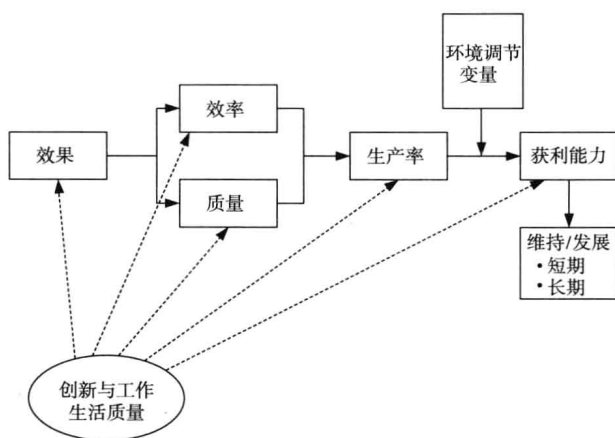 环境调节
变量
效率
效果
生产率
获利能力
质量
维持/发展
•短期
•长期
创新与工作
生活质量